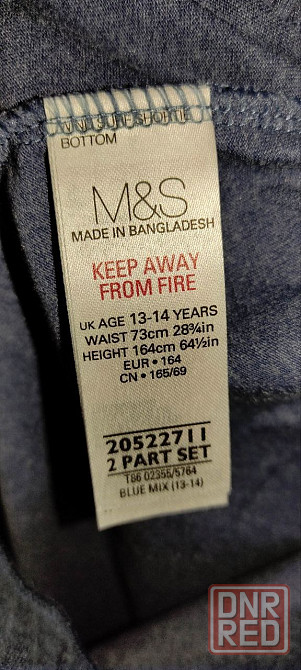 BOTTOM
M&S
MADE IN BANGLADESH
KEEP AWAY
FROM FIRE
UK AGE 13-14 YEARS
WAIST 73cm 28¾in
HEIGHT 164cm 64½in
EUR • 164
CN • 165/69
20522711
2 PART SET
T86 02355/5764
BLUE MIX (13-14)
DNR
RED